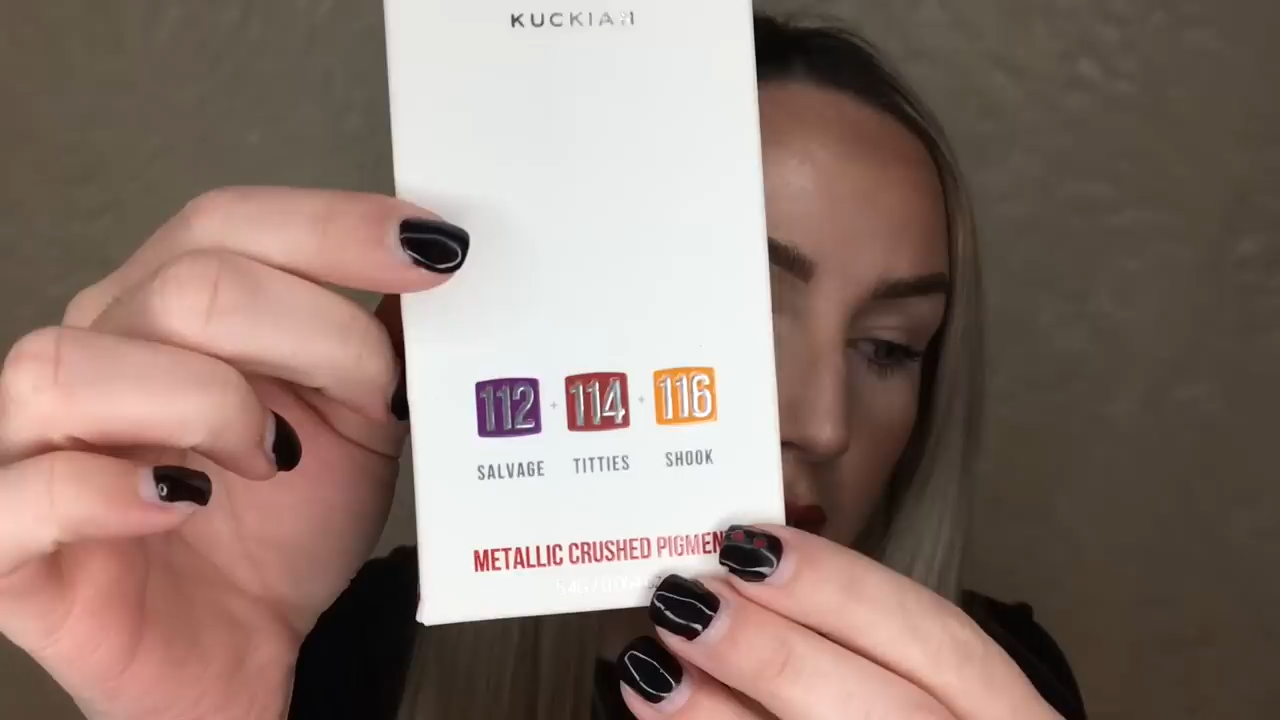 KUCKIAN
112 + 114 + 116
SALVAGE TITTIES SHOOK
METALLIC CRUSHED PIGMEN